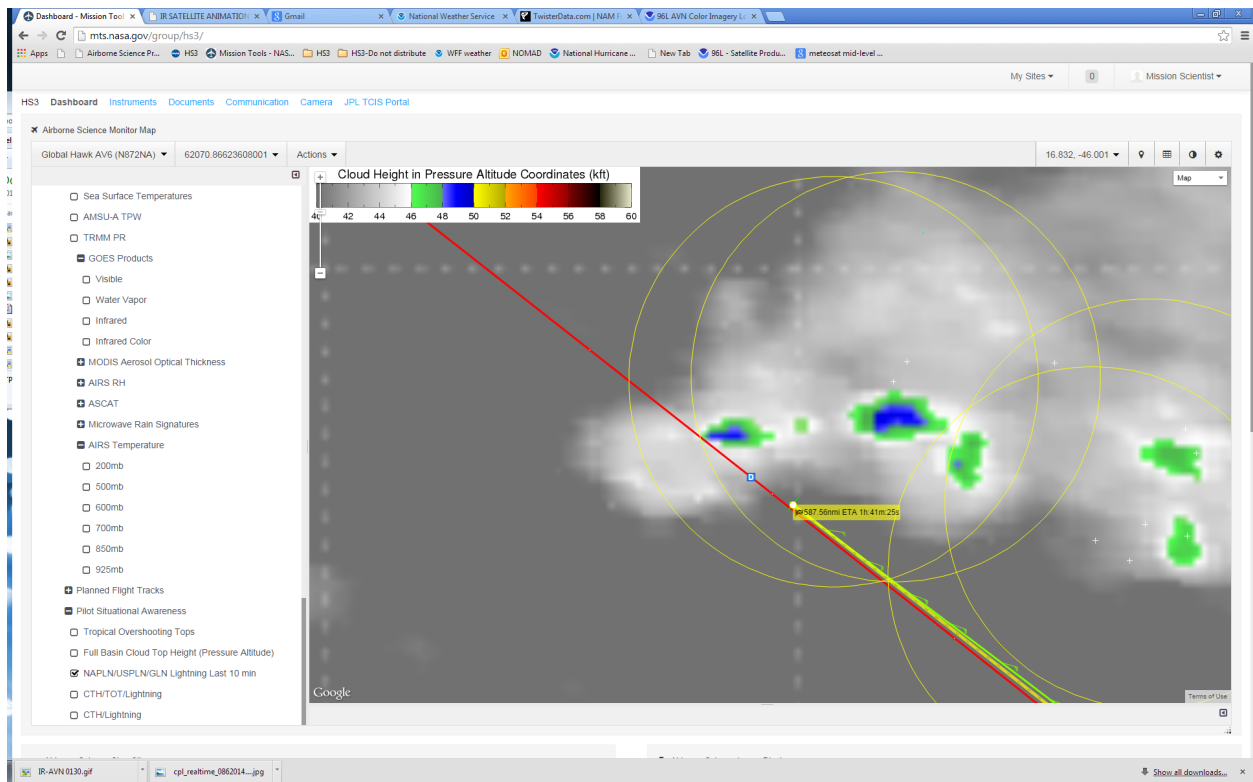 Dashboard - Mission Tool
IR SATELLITE ANIMATION
Gmail
National Weather Service
TwisterData.com | NAM F
96L AVN Color Imagery Lo
mts.nasa.gov/group/hs3/
Apps
Airborne Science Pr...
HS3
Mission Tools - NAS...
HS3
HS3-Do not distribute
WFF weather
NOMAD
National Hurricane ...
New Tab
96L - Satellite Produ...
meteosat mid-level ...
My Sites
0
Mission Scientist
HS3 Dashboard Instruments Documents Communication Camera JPL TCIS Portal
Airborne Science Monitor Map
Global Hawk AV6 (N872NA)
62070.86623608001
Actions
16.832, -46.001
Sea Surface Temperatures
AMSU-A TPW
TRMM PR
GOES Products
Visible
Water Vapor
Infrared
Infrared Color
MODIS Aerosol Optical Thickness
AIRS RH
ASCAT
Microwave Rain Signatures
AIRS Temperature
200mb
500mb
600mb
700mb
850mb
925mb
Planned Flight Tracks
Pilot Situational Awareness
Tropical Overshooting Tops
Full Basin Cloud Top Height (Pressure Altitude)
NAPLN/USPLN/GLN Lightning Last 10 min
CTH/TOT/Lightning
CTH/Lightning
Cloud Height in Pressure Altitude Coordinates (kft)
40 42 44 46 48 50 52 54 56 58 60
Map
D
587.56nmi ETA 1h:41m:25s
Google
Terms of Use
IR-AVN 0130.gif
cpl_realtime_0862014....jpg
Show all downloads...